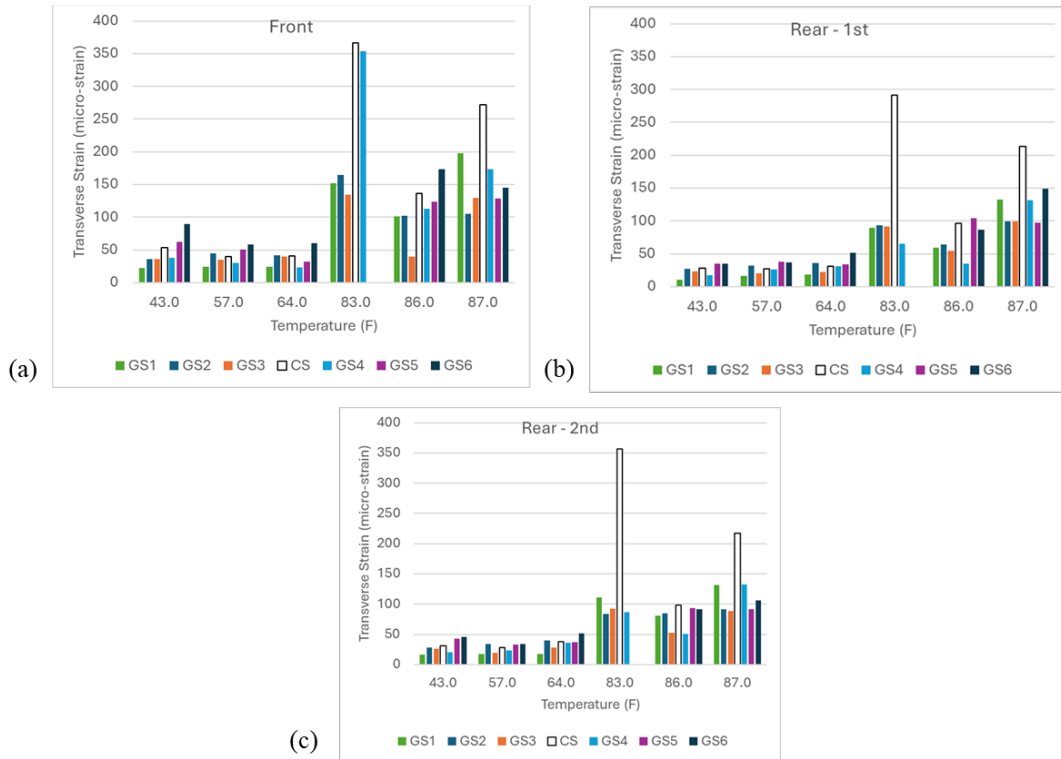 Front
Transverse Strain (micro-strain)
400
350
300
250
200
150
100
50
0
43.0 57.0 64.0 83.0 86.0 87.0
Temperature (F)
GS1 GS2 GS3 CS GS4 GS5 GS6
(a)
Rear - 1st
Transverse Strain (micro-strain)
400
350
300
250
200
150
100
50
0
43.0 57.0 64.0 83.0 86.0 87.0
Temperature (F)
GS1 GS2 GS3 CS GS4 GS5 GS6
(b)
Rear - 2nd
Transverse Strain (micro-strain)
400
350
300
250
200
150
100
50
0
43.0 57.0 64.0 83.0 86.0 87.0
Temperature (F)
GS1 GS2 GS3 CS GS4 GS5 GS6
(c)